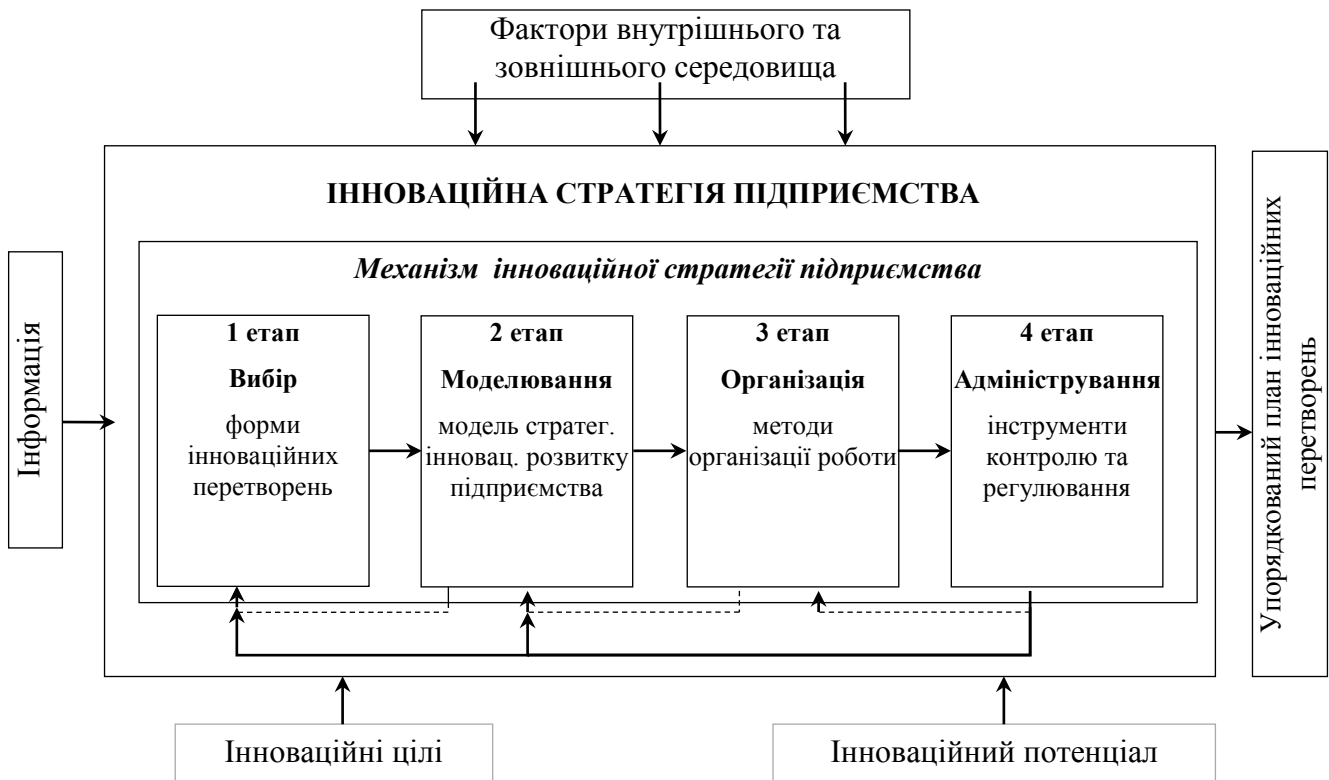 Фактори внутрішнього та
зовнішнього середовища
ІННОВАЦІЙНА СТРАТЕГІЯ ПІДПРИЄМСТВА
Механізм інноваційної стратегії підприємства
Інформація
1 етап
Вибір
форми
інноваційних
перетворень
2 етап
Моделювання
модель стратег.
інновац. розвитку
підприємства
3 етап
Організація
методи
організації роботи
4 етап
Адміністрування
інструменти
контролю та
регулювання
Упорядкований план інноваційних
перетворень
Інноваційні цілі
Інноваційний потенціал